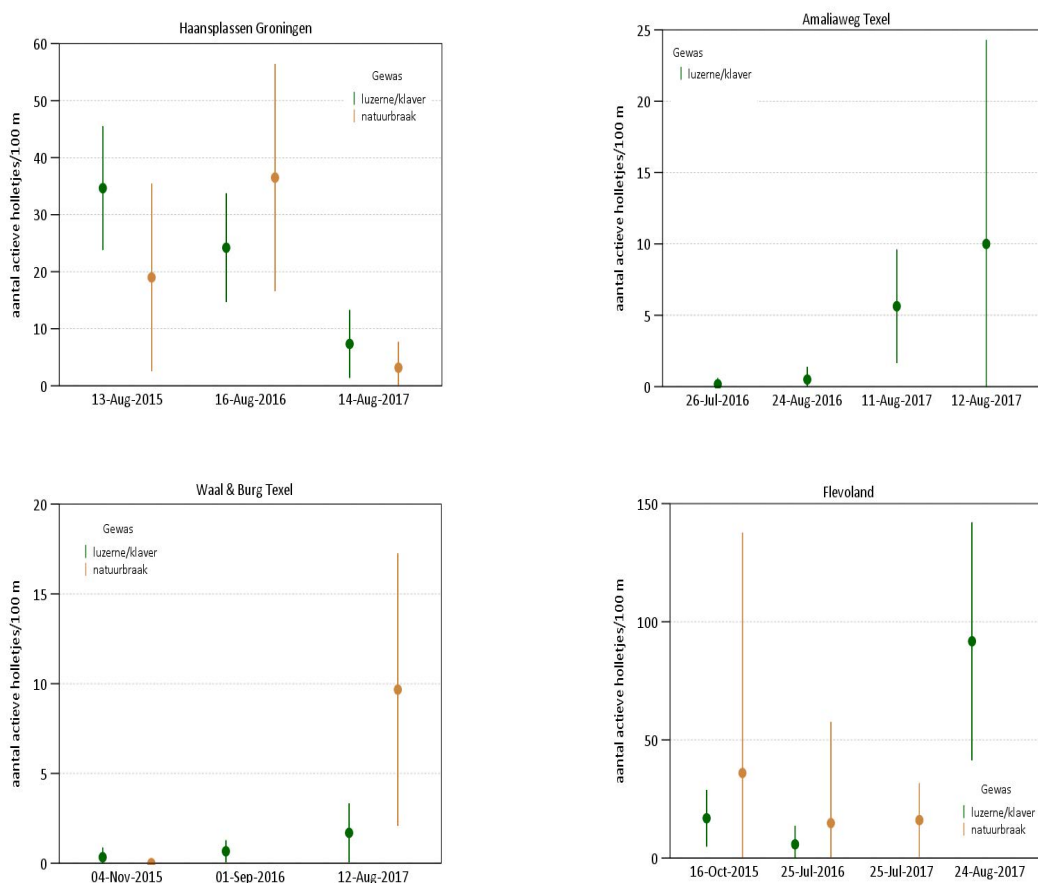 Haansplassen Groningen
aantal actieve holletjes/100 m
60
50
40
30
20
10
0
Gewas
luzerne/klaver
natuurbraak
13-Aug-2015
16-Aug-2016
14-Aug-2017
Amaliaweg Texel
aantal actieve holletjes/100 m
25
20
15
10
5
0
Gewas
luzerne/klaver
26-Jul-2016
24-Aug-2016
11-Aug-2017
12-Aug-2017
Waal & Burg Texel
aantal actieve holletjes/100 m
20
15
10
5
0
Gewas
luzerne/klaver
natuurbraak
04-Nov-2015
01-Sep-2016
12-Aug-2017
Flevoland
aantal actieve holletjes/100 m
150
100
50
0
Gewas
luzerne/klaver
natuurbraak
16-Oct-2015
25-Jul-2016
25-Jul-2017
24-Aug-2017